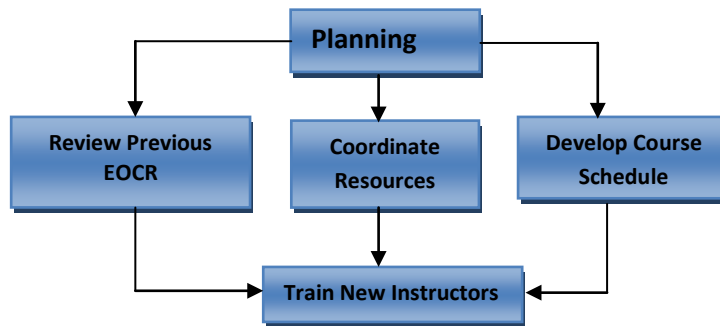 Planning
Review Previous
EOCR
Coordinate
Resources
Develop Course
Schedule
Train New Instructors